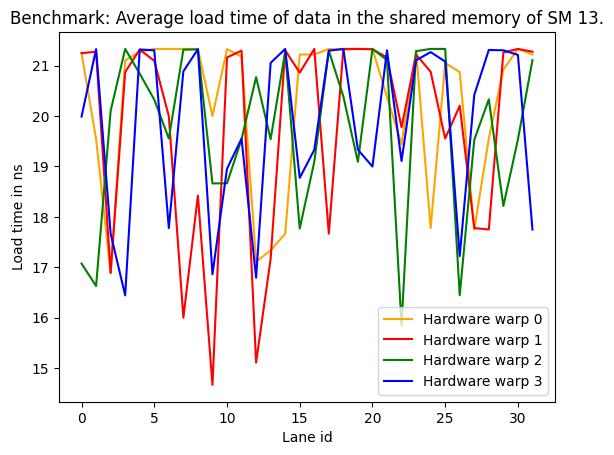 Benchmark: Average load time of data in the shared memory of SM 13.
Load time in ns
21
20
19
18
17
16
15
Hardware warp 0
Hardware warp 1
Hardware warp 2
Hardware warp 3
0 5 10 15 20 25 30
Lane id